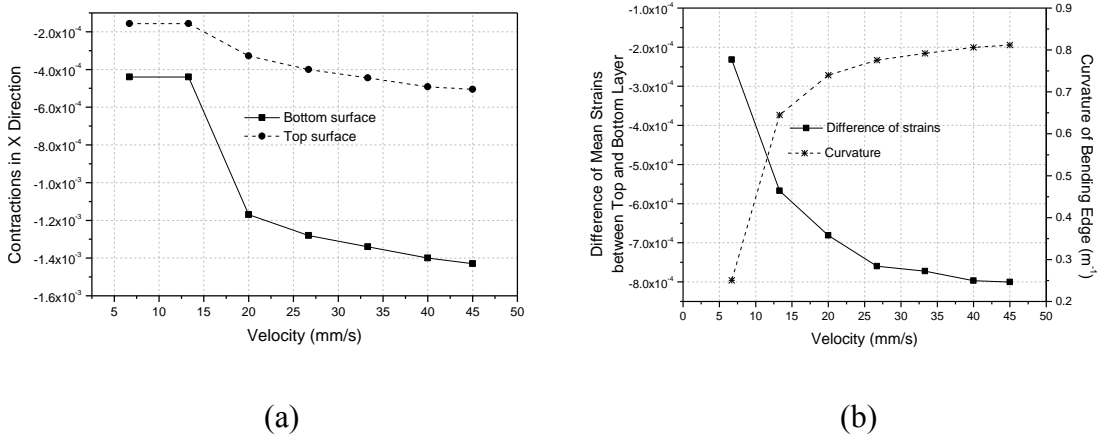 -2.0x10⁻⁴
-4.0x10⁻⁴
-6.0x10⁻⁴
-8.0x10⁻⁴
-1.0x10⁻³
-1.2x10⁻³
-1.4x10⁻³
-1.6x10⁻³
Contractions in X Direction
Bottom surface
Top surface
5 10 15 20 25 30 35 40 45 50
Velocity (mm/s)
(a)
-1.0x10⁻⁴
-2.0x10⁻⁴
-3.0x10⁻⁴
-4.0x10⁻⁴
-5.0x10⁻⁴
-6.0x10⁻⁴
-7.0x10⁻⁴
-8.0x10⁻⁴
Difference of Mean Strains
between Top and Bottom Layer
Difference of strains
Curvature
0.9
0.8
0.7
0.6
0.5
0.4
0.3
0.2
Curvature of Bending Edge (m⁻¹)
0 5 10 15 20 25 30 35 40 45 50
Velocity (mm/s)
(b)